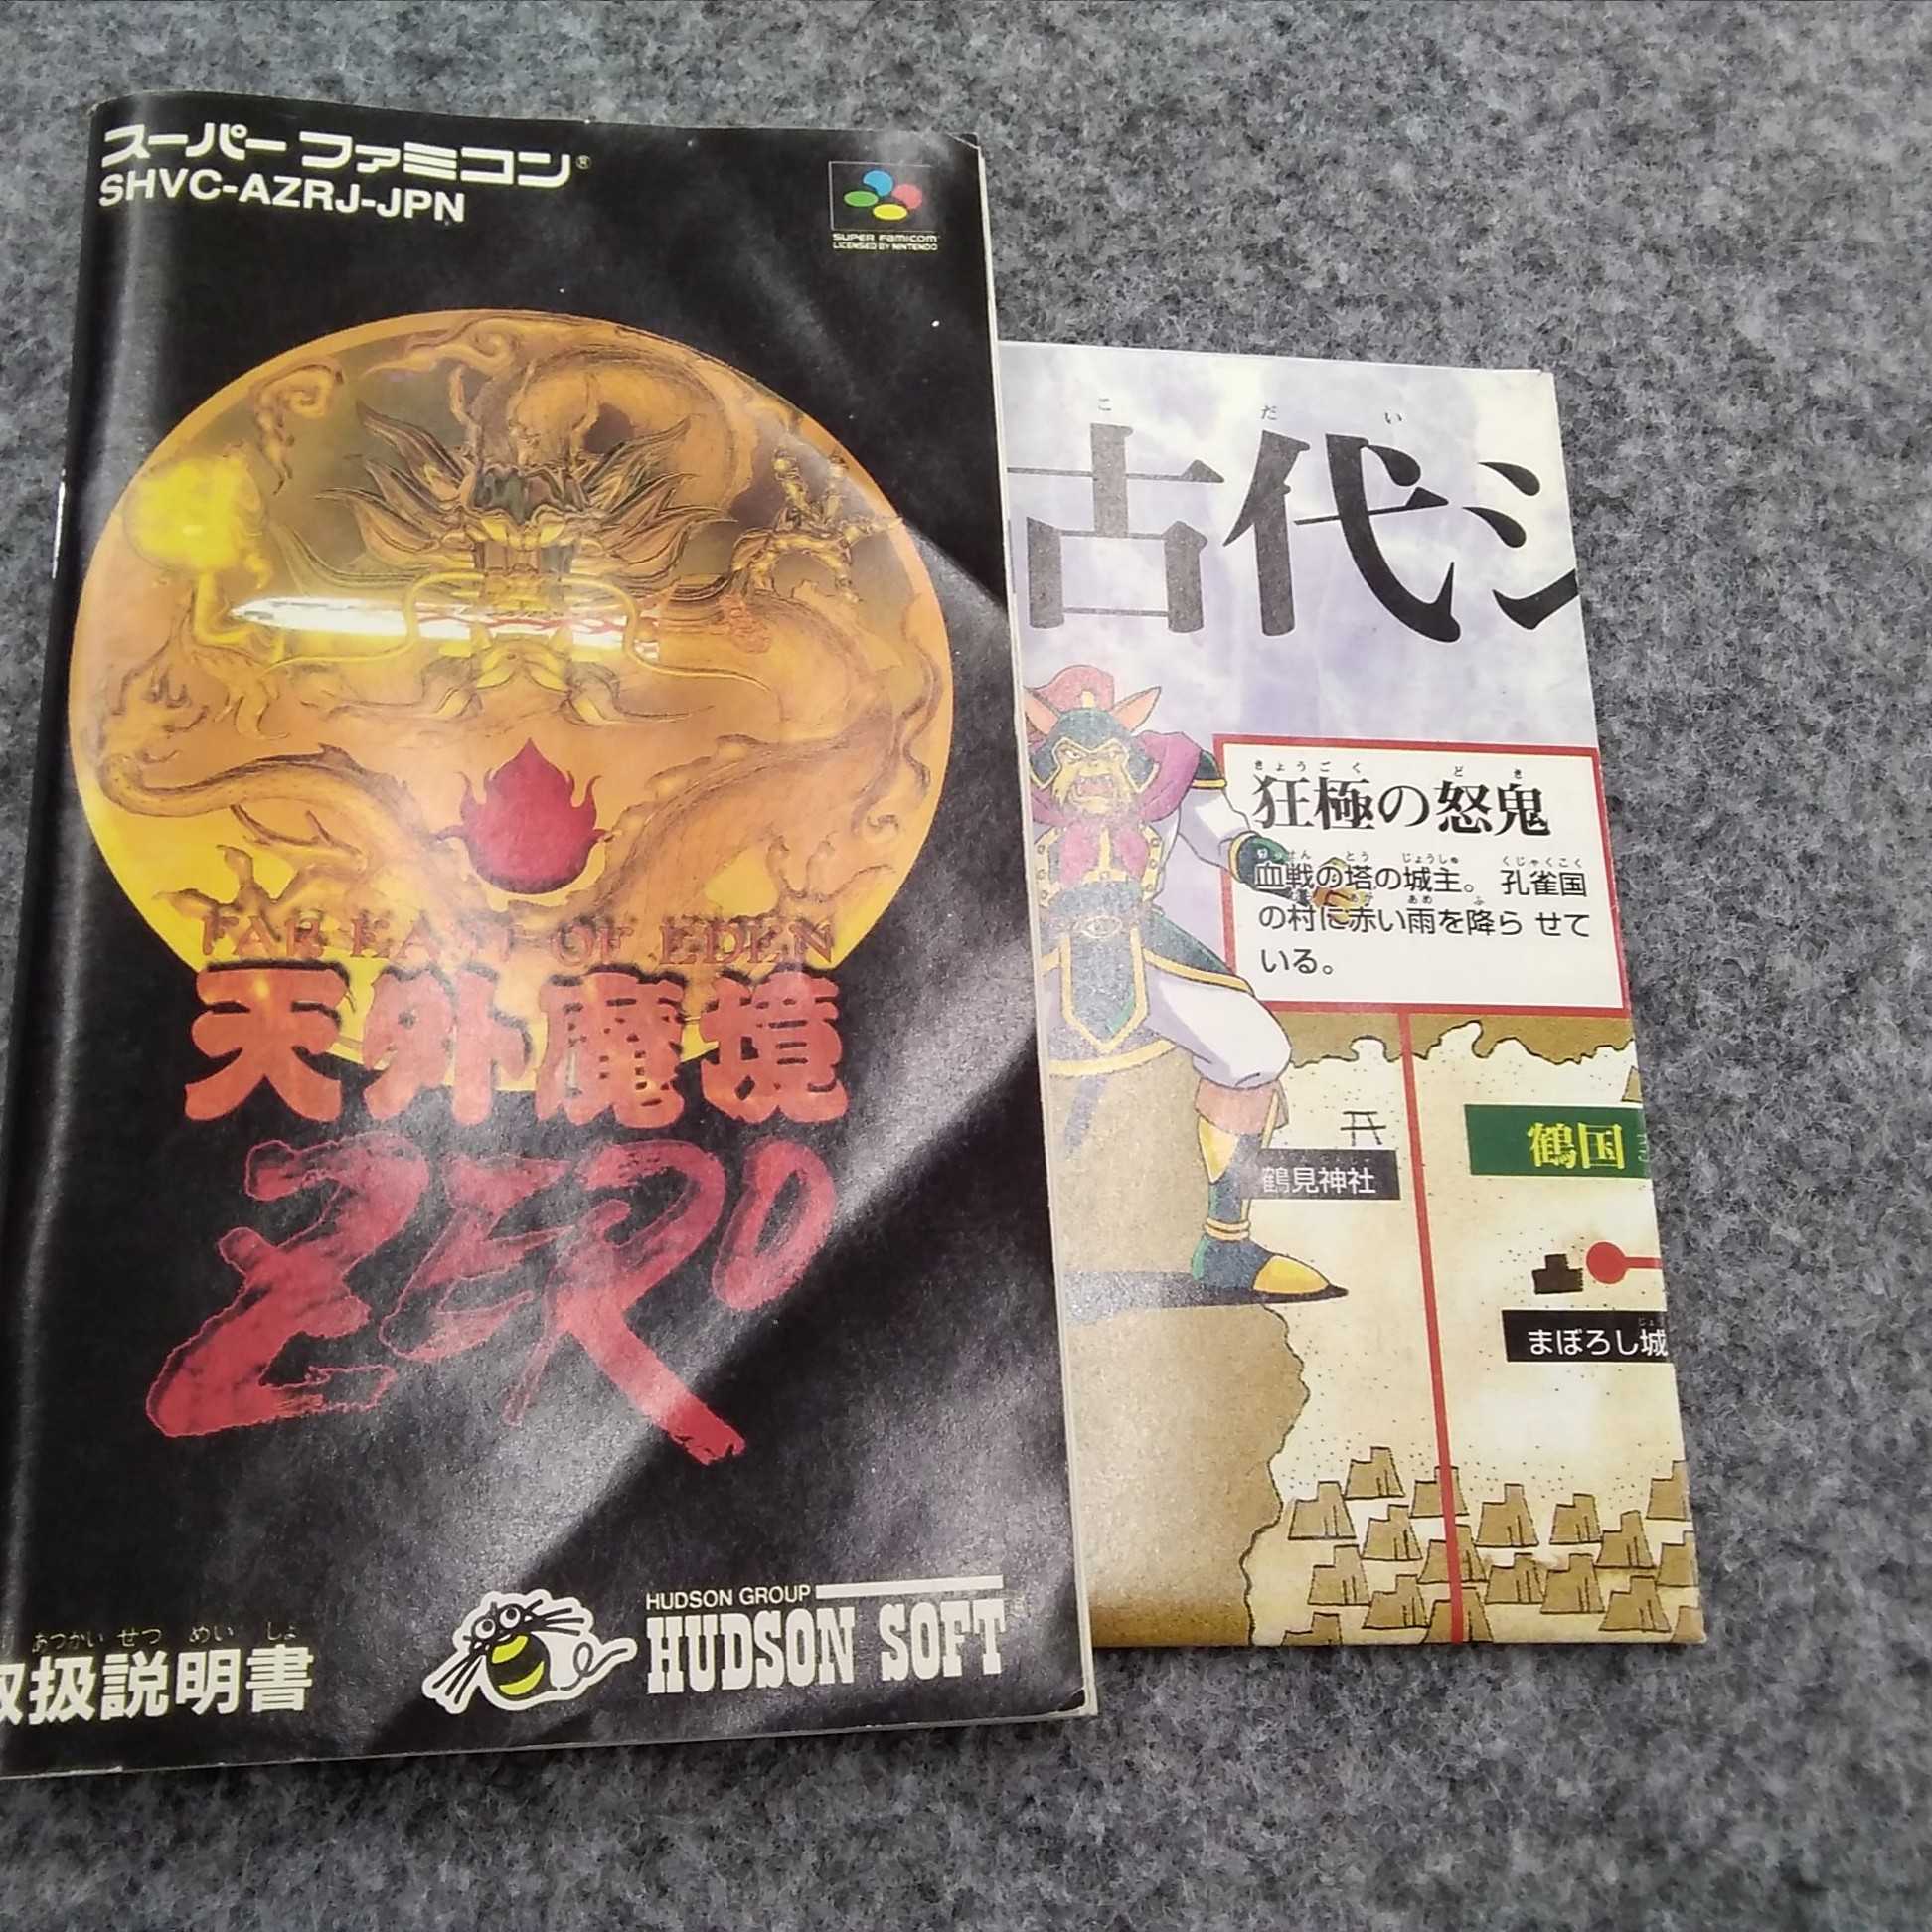 スーパーファミコン®
SHVC-AZRJ-JPN
SUPER FAMICOM
LICENSED BY NINTENDO
FAR EAST OF EDEN
天外魔境
ZERO
あつかい せつ めい しょ
取扱説明書
HUDSON GROUP
HUDSON SOFT
こ だい
古代シ
きょうごく どき
狂極の怒鬼
けっせん とう じょうしゅ くじゃくこく
血戦の塔の城主。孔雀国
あめ ふ
の村に赤い雨を降ら せて
いる。
鶴見神社
鶴国
まぼろし城